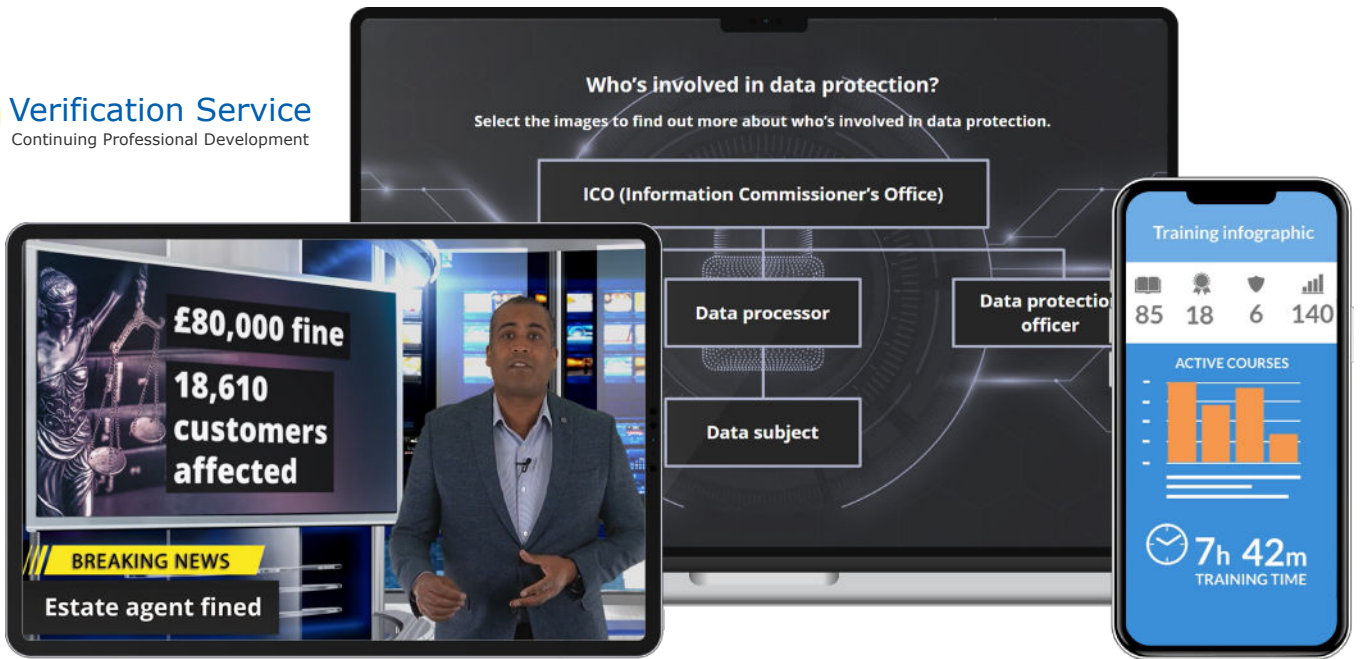 Verification Service
Continuing Professional Development
Who's involved in data protection?
Select the images to find out more about who's involved in data protection.
ICO (Information Commissioner's Office)
Data processor
Data protection
officer
Data subject
£80,000 fine
18,610
customers
affected
BREAKING NEWS
Estate agent fined
Training infographic
85 18 6 140
ACTIVE COURSES
7h 42m
TRAINING TIME